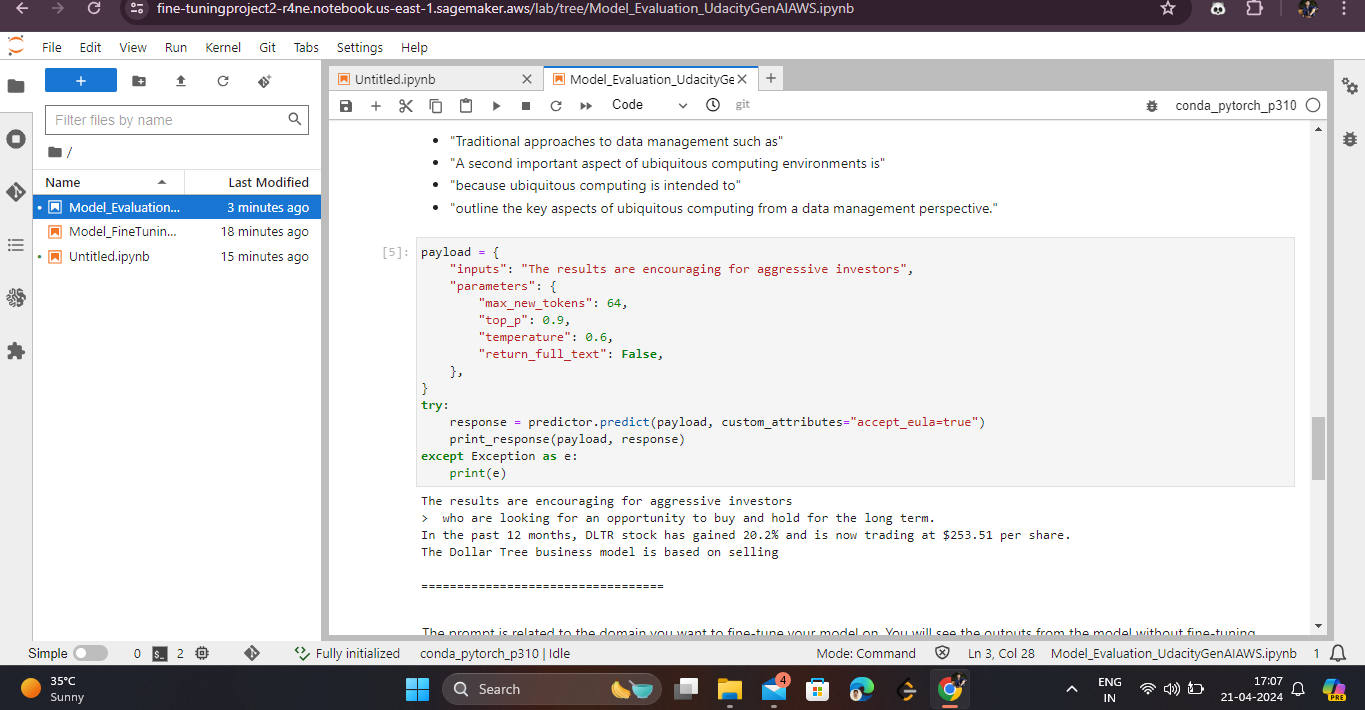 fine-tuningproject2-r4ne.notebook.us-east-1.sagemaker.aws/lab/tree/Model_Evaluation_UdacityGenAIAWS.ipynb
File Edit View Run Kernel Git Tabs Settings Help
Filter files by name
/
Name Last Modified
Model_Evaluation... 3 minutes ago
Model_FineTunin... 18 minutes ago
Untitled.ipynb 15 minutes ago
Untitled.ipynb Model_Evaluation_UdacityGe
Code git conda_pytorch_p310
"Traditional approaches to data management such as"
"A second important aspect of ubiquitous computing environments is"
"because ubiquitous computing is intended to"
"outline the key aspects of ubiquitous computing from a data management perspective."
[5]: payload = {
"inputs": "The results are encouraging for aggressive investors",
"parameters": {
"max_new_tokens": 64,
"top_p": 0.9,
"temperature": 0.6,
"return_full_text": False,
},
}
try:
response = predictor.predict(payload, custom_attributes="accept_eula=true")
print_response(payload, response)
except Exception as e:
print(e)
The results are encouraging for aggressive investors
> who are looking for an opportunity to buy and hold for the long term.
In the past 12 months, DLTR stock has gained 20.2% and is now trading at $253.51 per share.
The Dollar Tree business model is based on selling
==================================
The prompt is related to the domain you want to fine-tune your model on. You will see the outputs from the model without fine-tuning
Simple 0 $_ 2 Fully initialized conda_pytorch_p310 | Idle Mode: Command Ln 3, Col 28 Model_Evaluation_UdacityGenAIAWS.ipynb 1
35°C
Sunny
Search
4
ENG
IN
17:07
21-04-2024
PRE